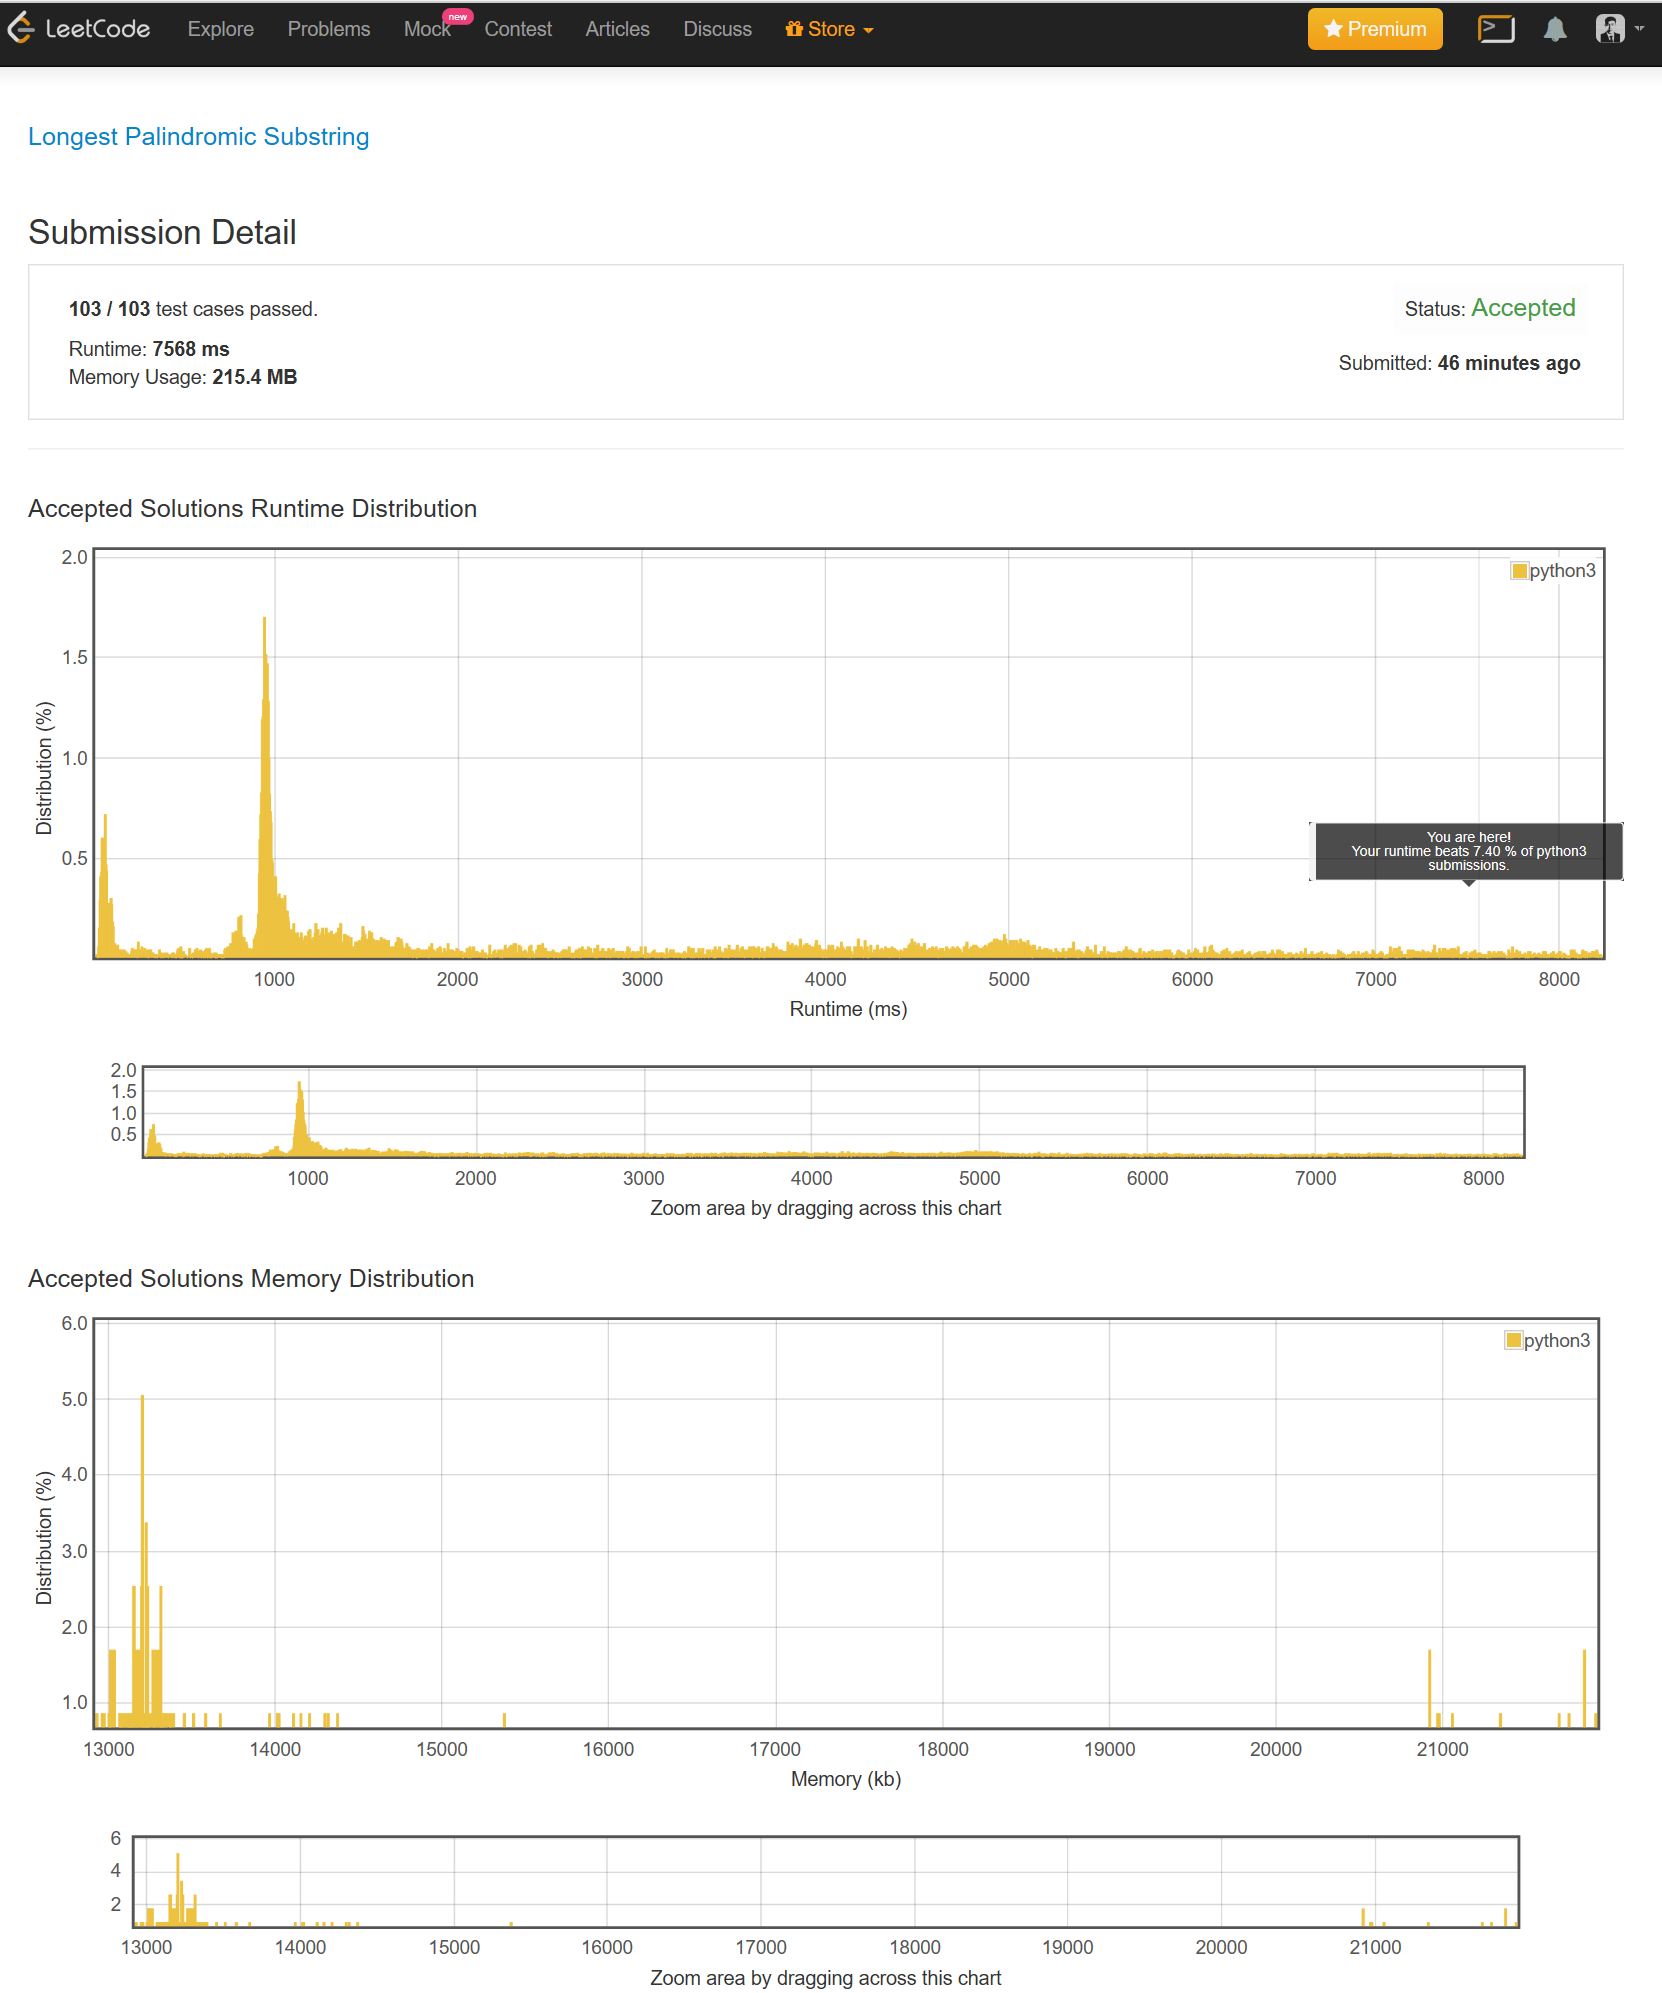 LeetCode Explore Problems Mock new Contest Articles Discuss Store Premium
Longest Palindromic Substring
Submission Detail
103 / 103 test cases passed.
Status: Accepted
Runtime: 7568 ms
Submitted: 46 minutes ago
Memory Usage: 215.4 MB
Accepted Solutions Runtime Distribution
2.0
python3
1.5
1.0
0.5
Distribution (%)
You are here!
Your runtime beats 7.40 % of python3
submissions.
1000 2000 3000 4000 5000 6000 7000 8000
Runtime (ms)
2.0
1.5
1.0
0.5
1000 2000 3000 4000 5000 6000 7000 8000
Zoom area by dragging across this chart
Accepted Solutions Memory Distribution
6.0
python3
5.0
4.0
3.0
2.0
1.0
Distribution (%)
13000 14000 15000 16000 17000 18000 19000 20000 21000
Memory (kb)
6
4
2
13000 14000 15000 16000 17000 18000 19000 20000 21000
Zoom area by dragging across this chart